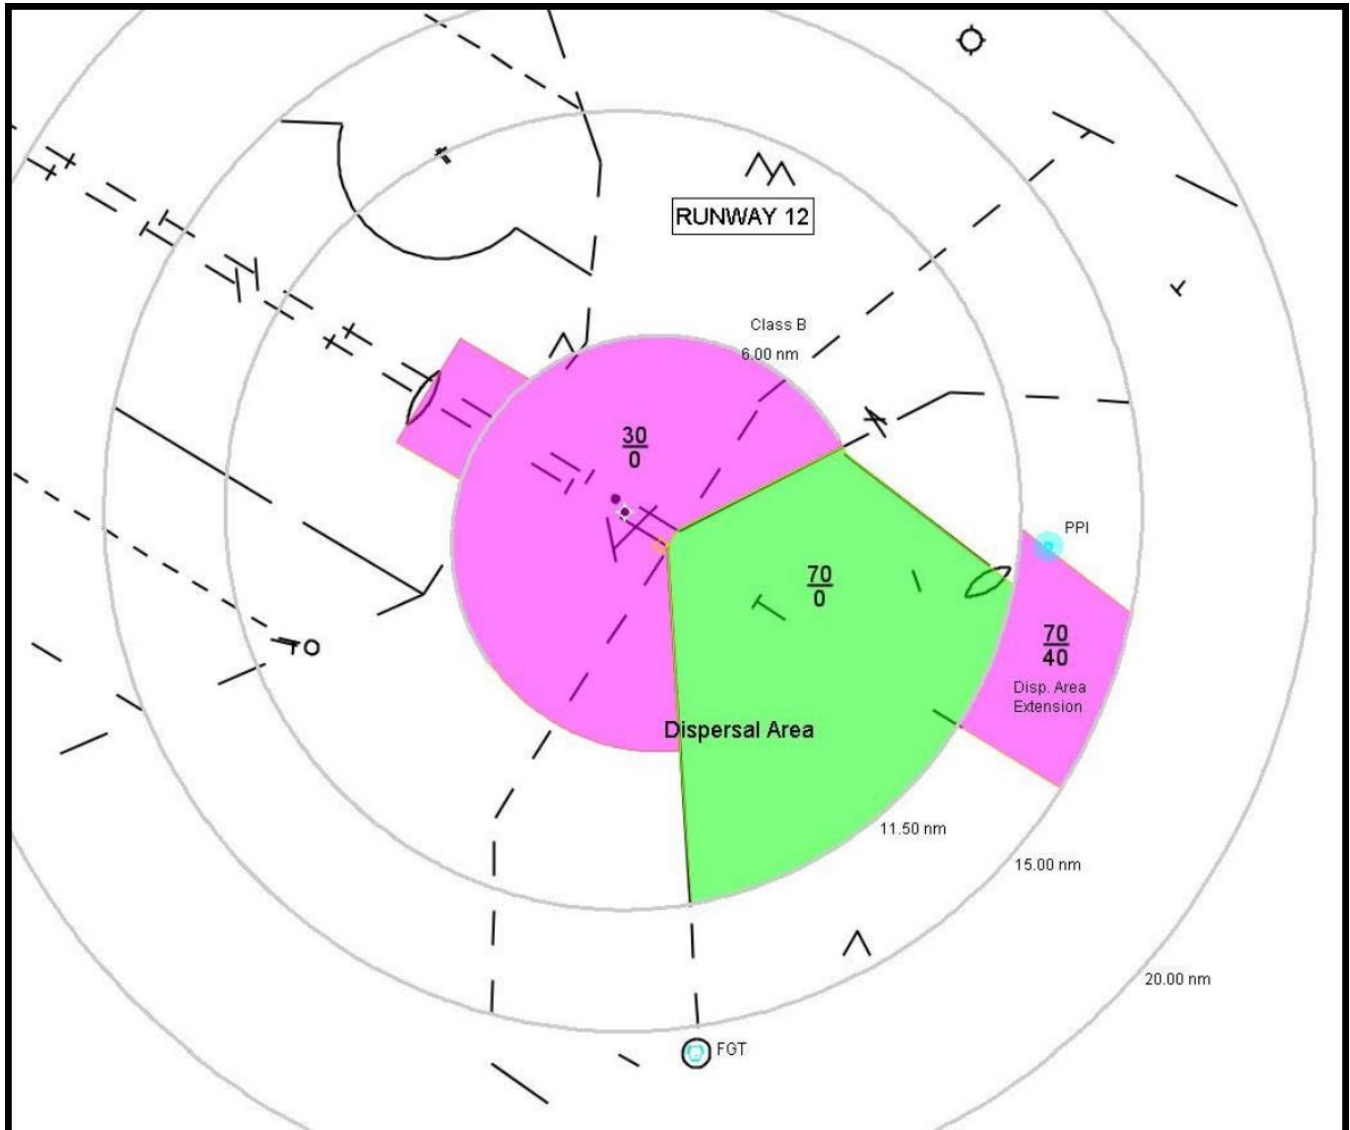 RUNWAY 12
Class B
6.00 nm
30
0
PPI
70
0
70
40
Disp. Area
Extension
Dispersal Area
11.50 nm
15.00 nm
20.00 nm
FGT